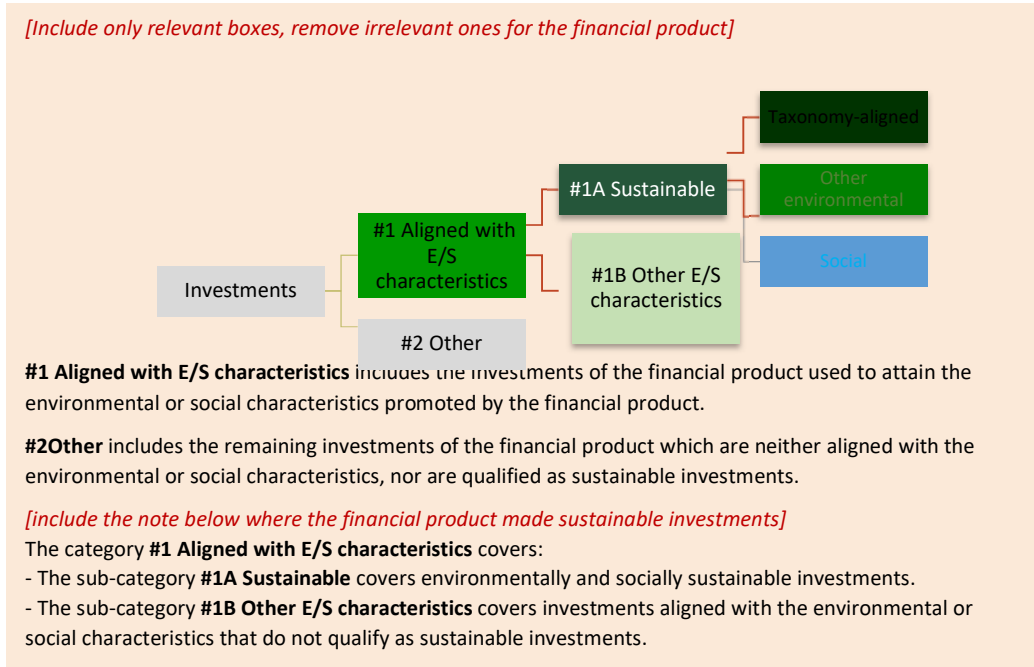 [Include only relevant boxes, remove irrelevant ones for the financial product]
Taxonomy-aligned
#1A Sustainable
Other
environmental
#1 Aligned with
E/S
characteristics
#1B Other E/S
characteristics
Social
Investments
#2 Other
#1 Aligned with E/S characteristics includes the investments of the financial product used to attain the
environmental or social characteristics promoted by the financial product.
#2Other includes the remaining investments of the financial product which are neither aligned with the
environmental or social characteristics, nor are qualified as sustainable investments.
[include the note below where the financial product made sustainable investments]
The category #1 Aligned with E/S characteristics covers:
- The sub-category #1A Sustainable covers environmentally and socially sustainable investments.
- The sub-category #1B Other E/S characteristics covers investments aligned with the environmental or
social characteristics that do not qualify as sustainable investments.